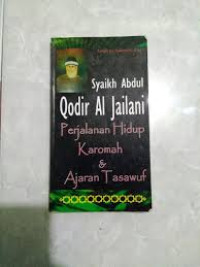 Syaikh Abdul
Qodir Al Jailani
Perjalanan Hidup
Karomah
&
Ajaran Tasawuf